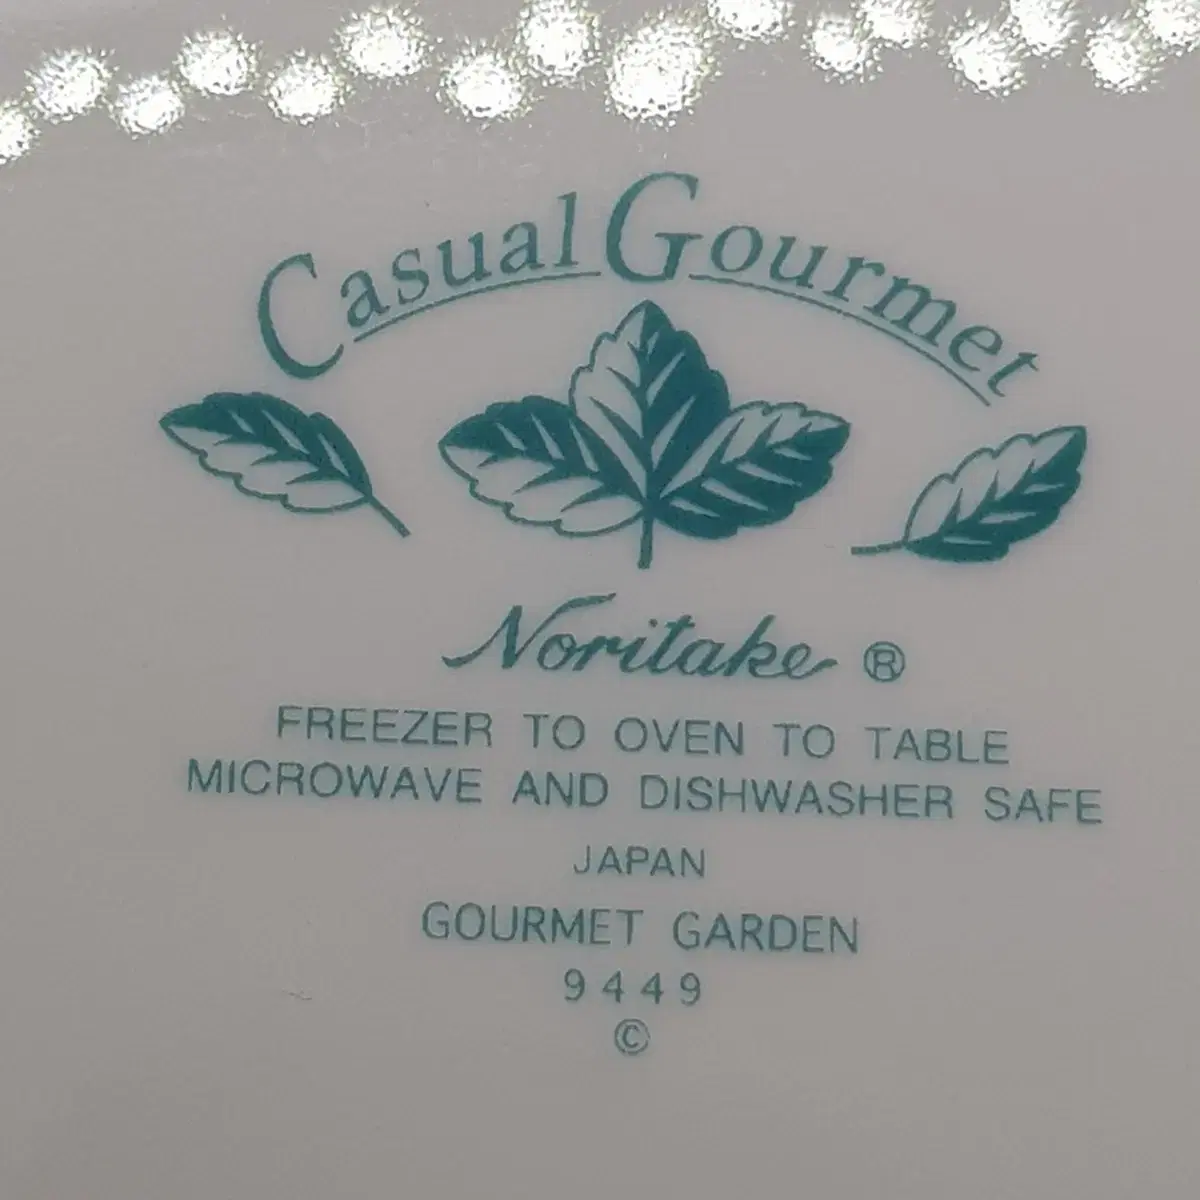 Casual Gourmet
Noritake ®
FREEZER TO OVEN TO TABLE
MICROWAVE AND DISHWASHER SAFE
JAPAN
GOURMET GARDEN
9449
©